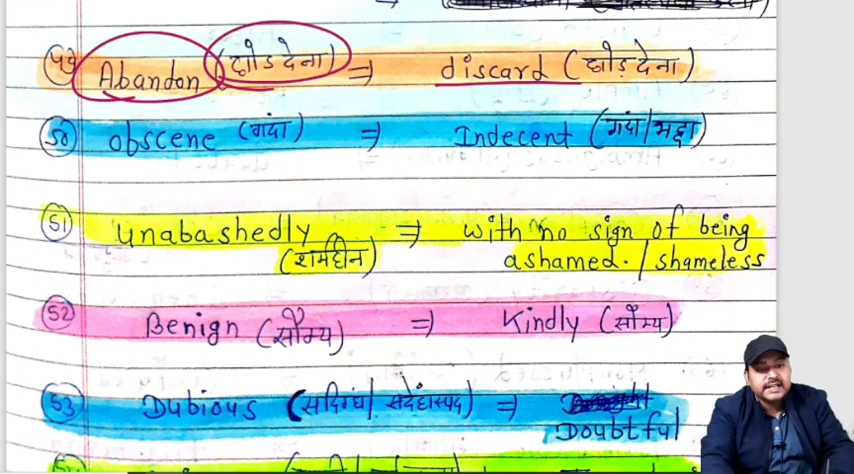 49 Abandon (छोड देना) ⇒ discard (छोड़ देना)
50 obscene (गंदा) ⇒ Indecent (गंदा/भद्दा)
51 unabashedly ⇒ with no sign of being
(शर्महीन) ashamed. / shameless
52 Benign (सौम्य) ⇒ Kindly (सौम्य)
53 Dubious (सदिग्ध/ संदेहास्पद) ⇒
Doubtful